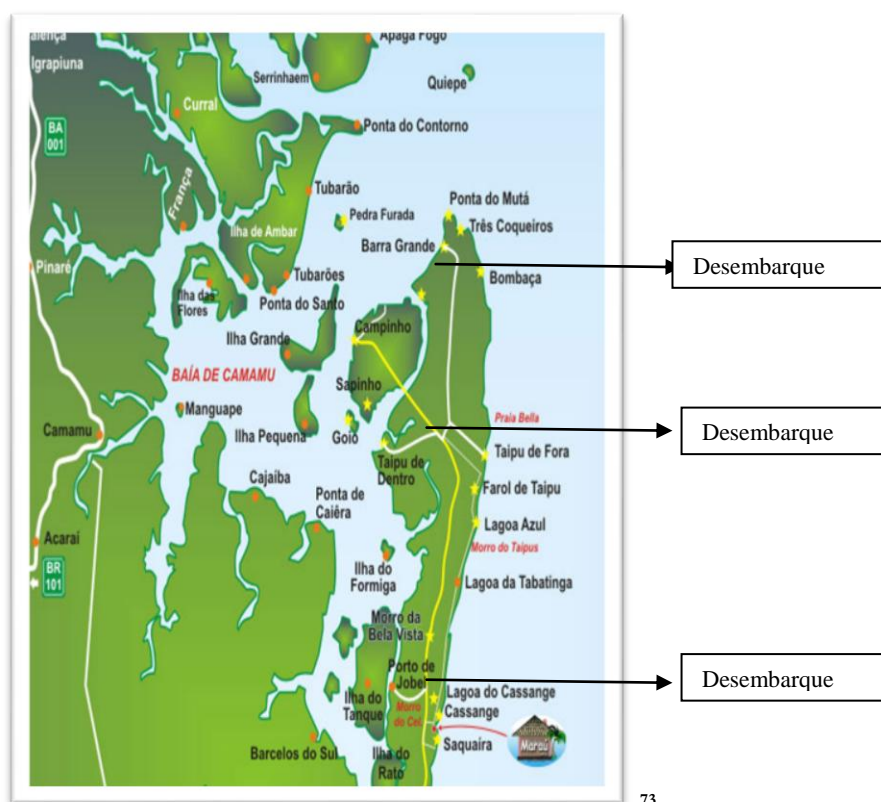 Apaga Fogo
Igrapiuna
Serrinhaem
Quiepe
Curral
BA
001
Ponta do Contorno
França
Tubarão
Ponta do Mutá
Pedra Furada
Três Coqueiros
Ilha de Ambar
Barra Grande
Desembarque
Pinaré
Tubarões
Bombaça
Ilha das
Flores
Ponta do Santo
Ilha Grande
Campinho
BAÍA DE CAMAMU
Sapinho
Manguape
Praia Bella
Camamu
Ilha Pequena
Goió
Desembarque
Taipu de Fora
Taipu de
Dentro
Cajaíba
Farol de Taipu
Ponta de
Caiêra
Lagoa Azul
Acaraí
Morro do Taipus
BR
101
Ilha do
Formiga
Lagoa da Tabatinga
Morro da
Bela Vista
Porto de
Jobel
Desembarque
Ilha do
Tanque
Lagoa do Cassange
Morro
do Cel.
Cassange
Barcelos do Sul
Saquaíra
Maraú
Ilha do
Rato
73